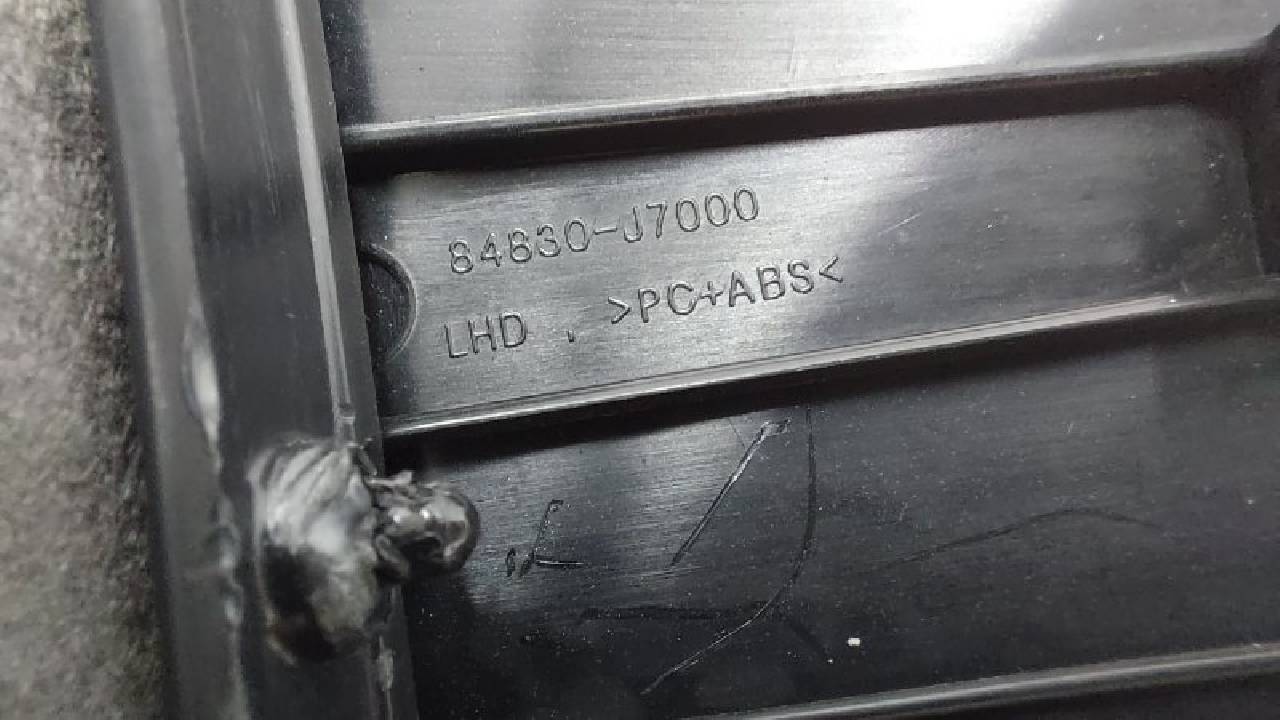 84830-J7000
LHD . >PC+ABS<